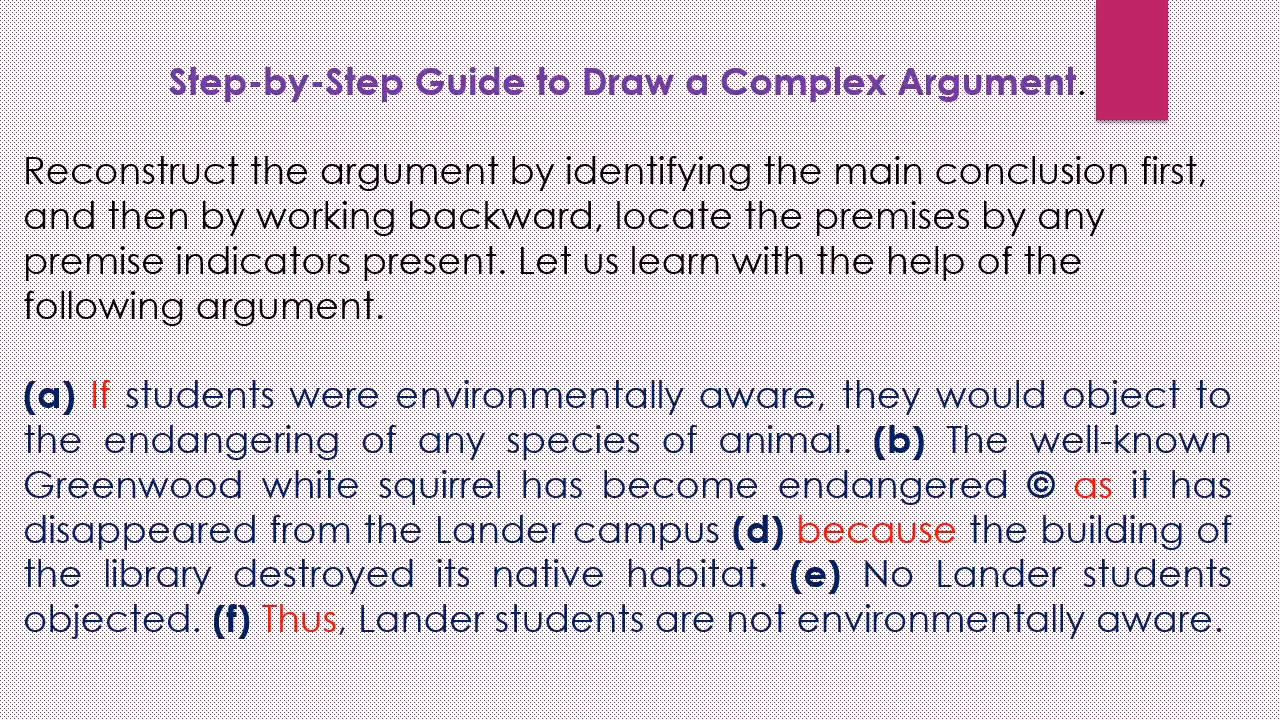 Step-by-Step Guide to Draw a Complex Argument.
Reconstruct the argument by identifying the main conclusion first,
and then by working backward, locate the premises by any
premise indicators present. Let us learn with the help of the
following argument.
(a) If students were environmentally aware, they would object to
the endangering of any species of animal. (b) The well-known
Greenwood white squirrel has become endangered © as it has
disappeared from the Lander campus (d) because the building of
the library destroyed its native habitat. (e) No Lander students
objected. (f) Thus, Lander students are not environmentally aware.